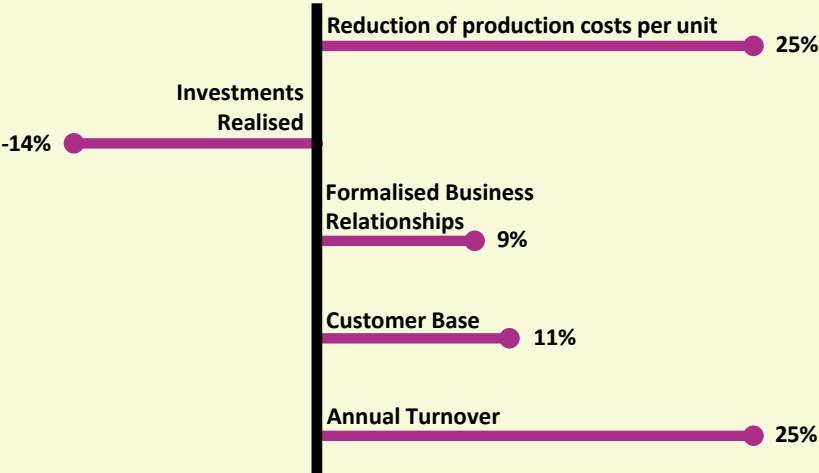 Reduction of production costs per unit
25%
Investments
Realised
-14%
Formalised Business
Relationships
9%
Customer Base
11%
Annual Turnover
25%